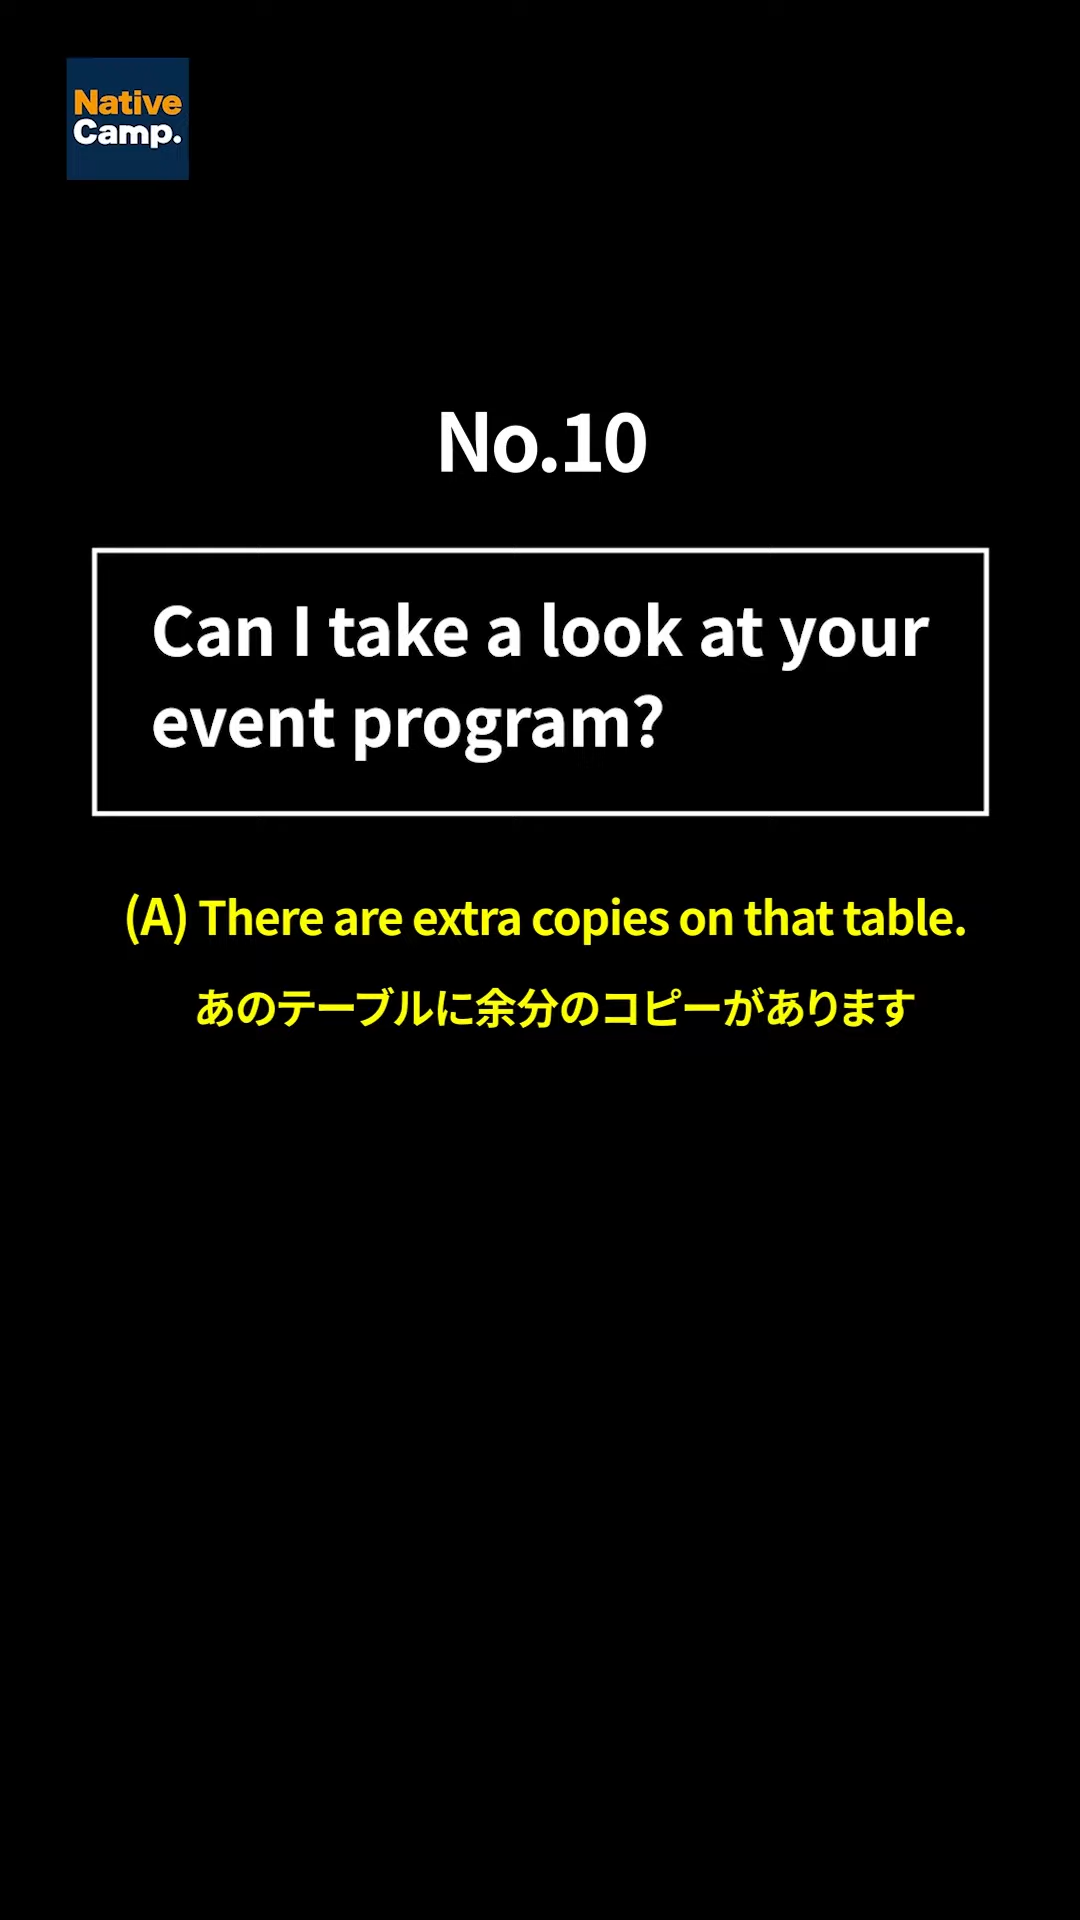 Native
Camp.
No.10
Can I take a look at your
event program?
(A) There are extra copies on that table.
あのテーブルに余分のコピーがあります